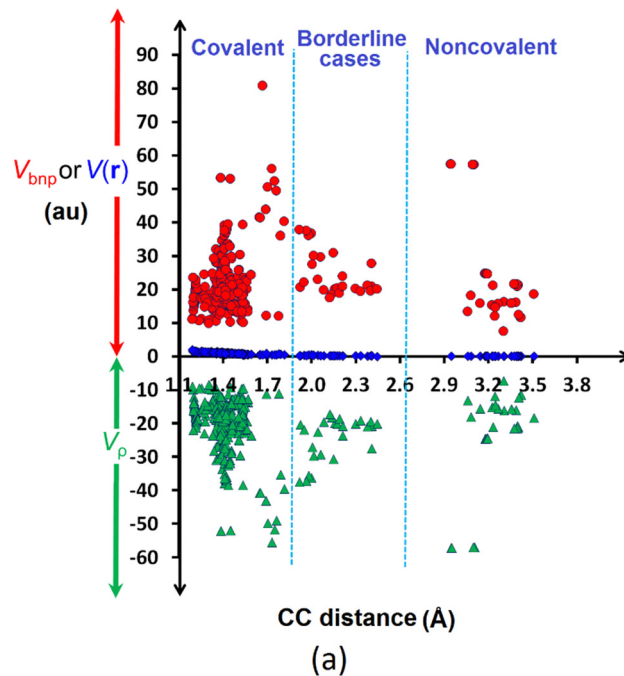 Covalent
Borderline
cases
Noncovalent
90
80
70
60
50
40
30
20
10
0
-10
-20
-30
-40
-50
-60
V_bnp or V(r)
(au)
V_ρ
1.1 1.4 1.7 2.0 2.3 2.6 2.9 3.2 3.5 3.8
CC distance (Å)
(a)